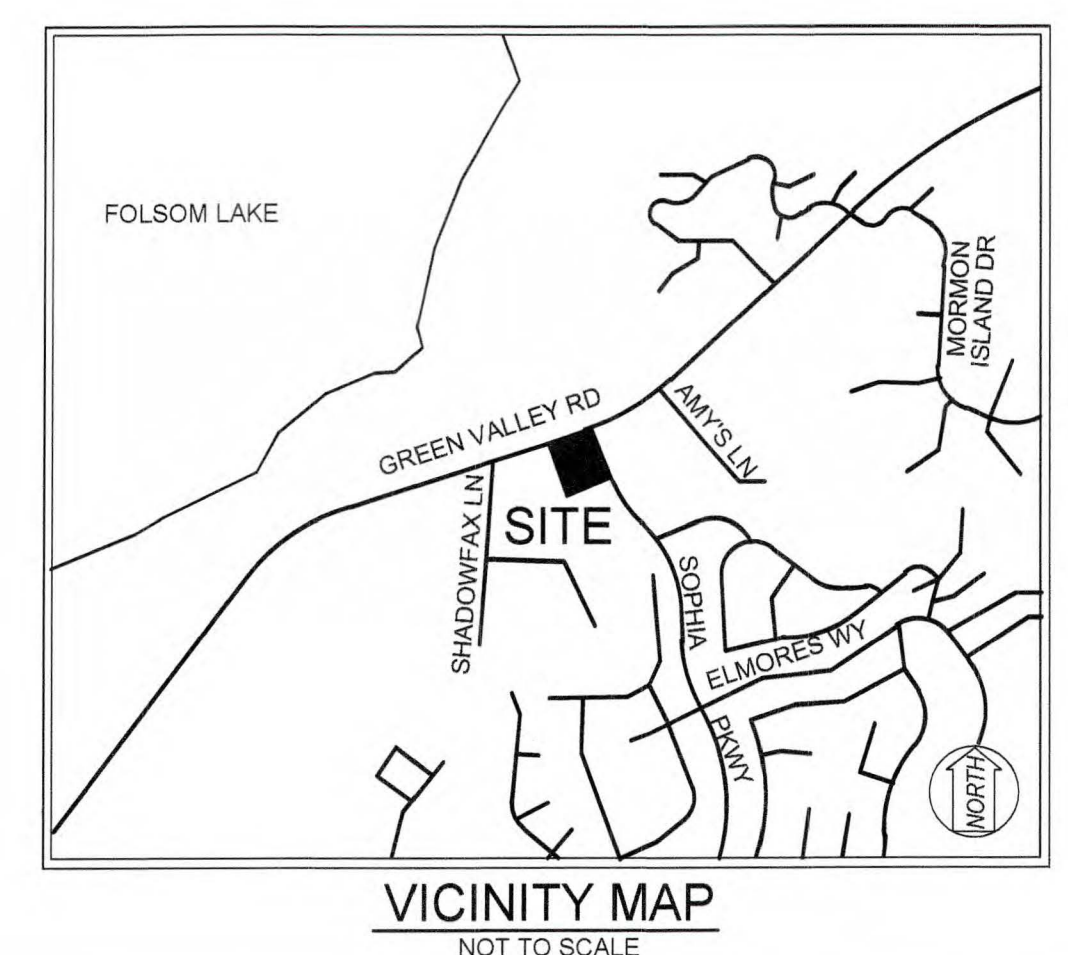 FOLSOM LAKE
MORMON
ISLAND DR
GREEN VALLEY RD
AMY'S LN
SHADOWFAX LN
SITE
SOPHIA
ELMORES WY
PKWY
NORTH
VICINITY MAP
NOT TO SCALE